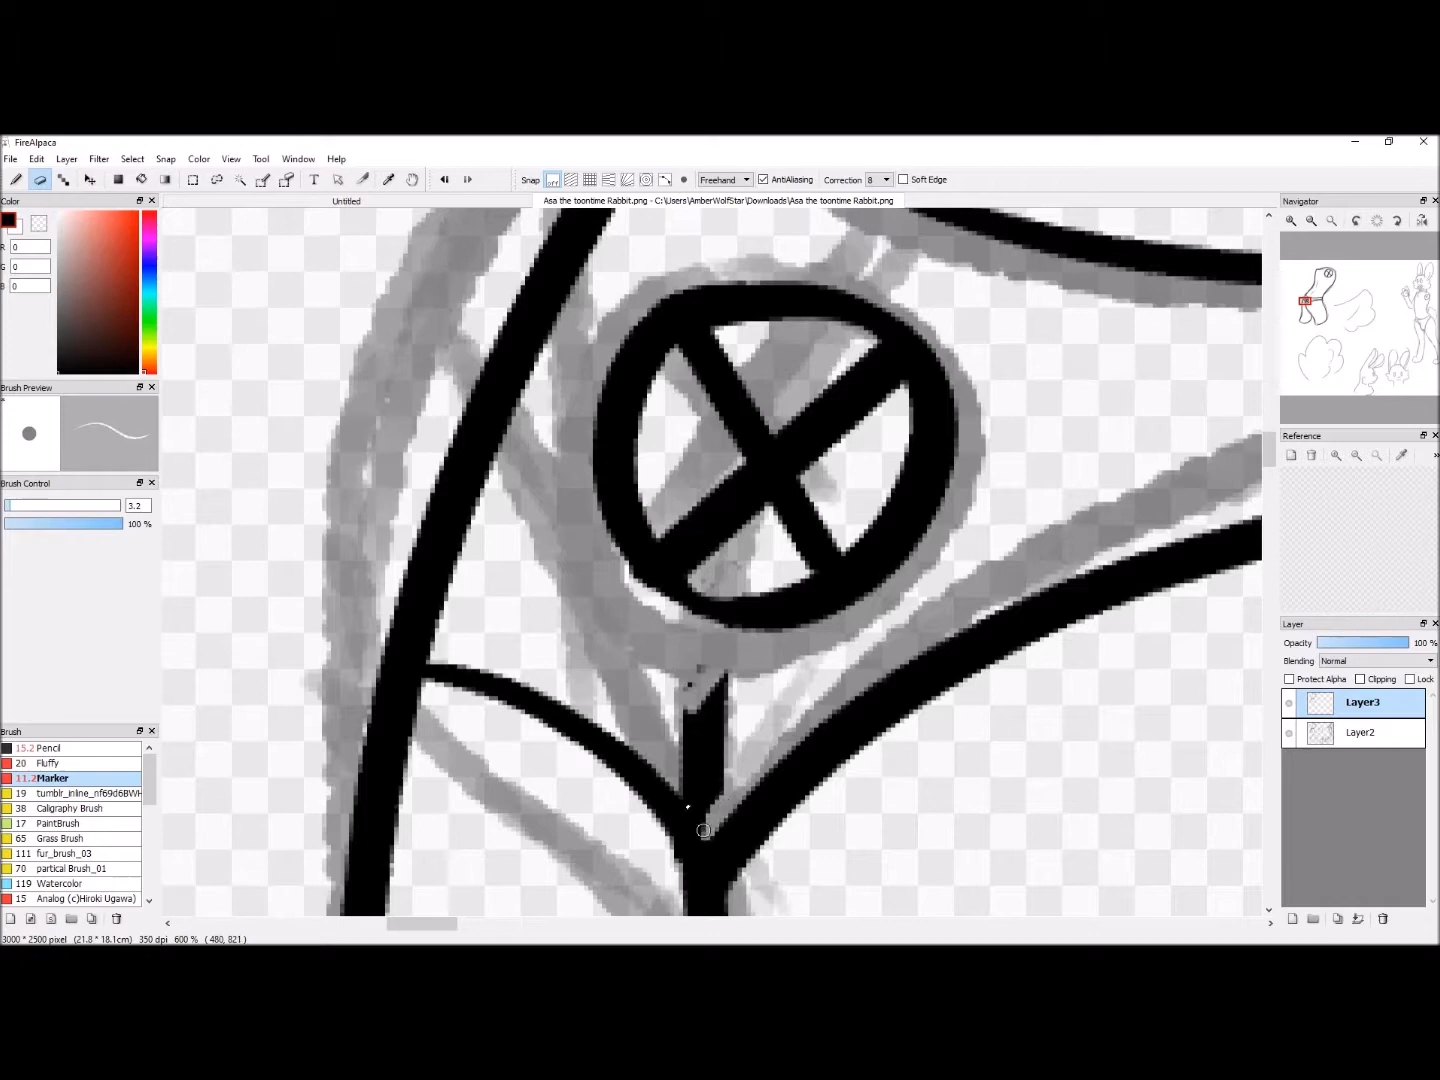 FireAlpaca
File Edit Layer Filter Select Snap Color View Tool Window Help
Snap off Freehand AntiAliasing Correction 8 Soft Edge
Color
Untitled
Asa the toontime Rabbit.png - C:\Users\AmberWolfStar\Downloads\Asa the toontime Rabbit.png
Navigator
R 0
G 0
B 0
Brush Preview
Brush Control
3.2
100 %
Reference
Layer
Opacity 100 %
Blending Normal
Protect Alpha Clipping Lock
Layer3
Layer2
Brush
15.2 Pencil
20 Fluffy
11.2 Marker
19 tumblr_inline_nf69d6BWH
38 Caligraphy Brush
17 PaintBrush
65 Grass Brush
111 fur_brush_03
70 partical Brush_01
119 Watercolor
15 Analog (c)Hiroki Ugawa)
3000 * 2500 pixel (21.8 * 18.1cm) 350 dpi 600 % ( 480, 821 )